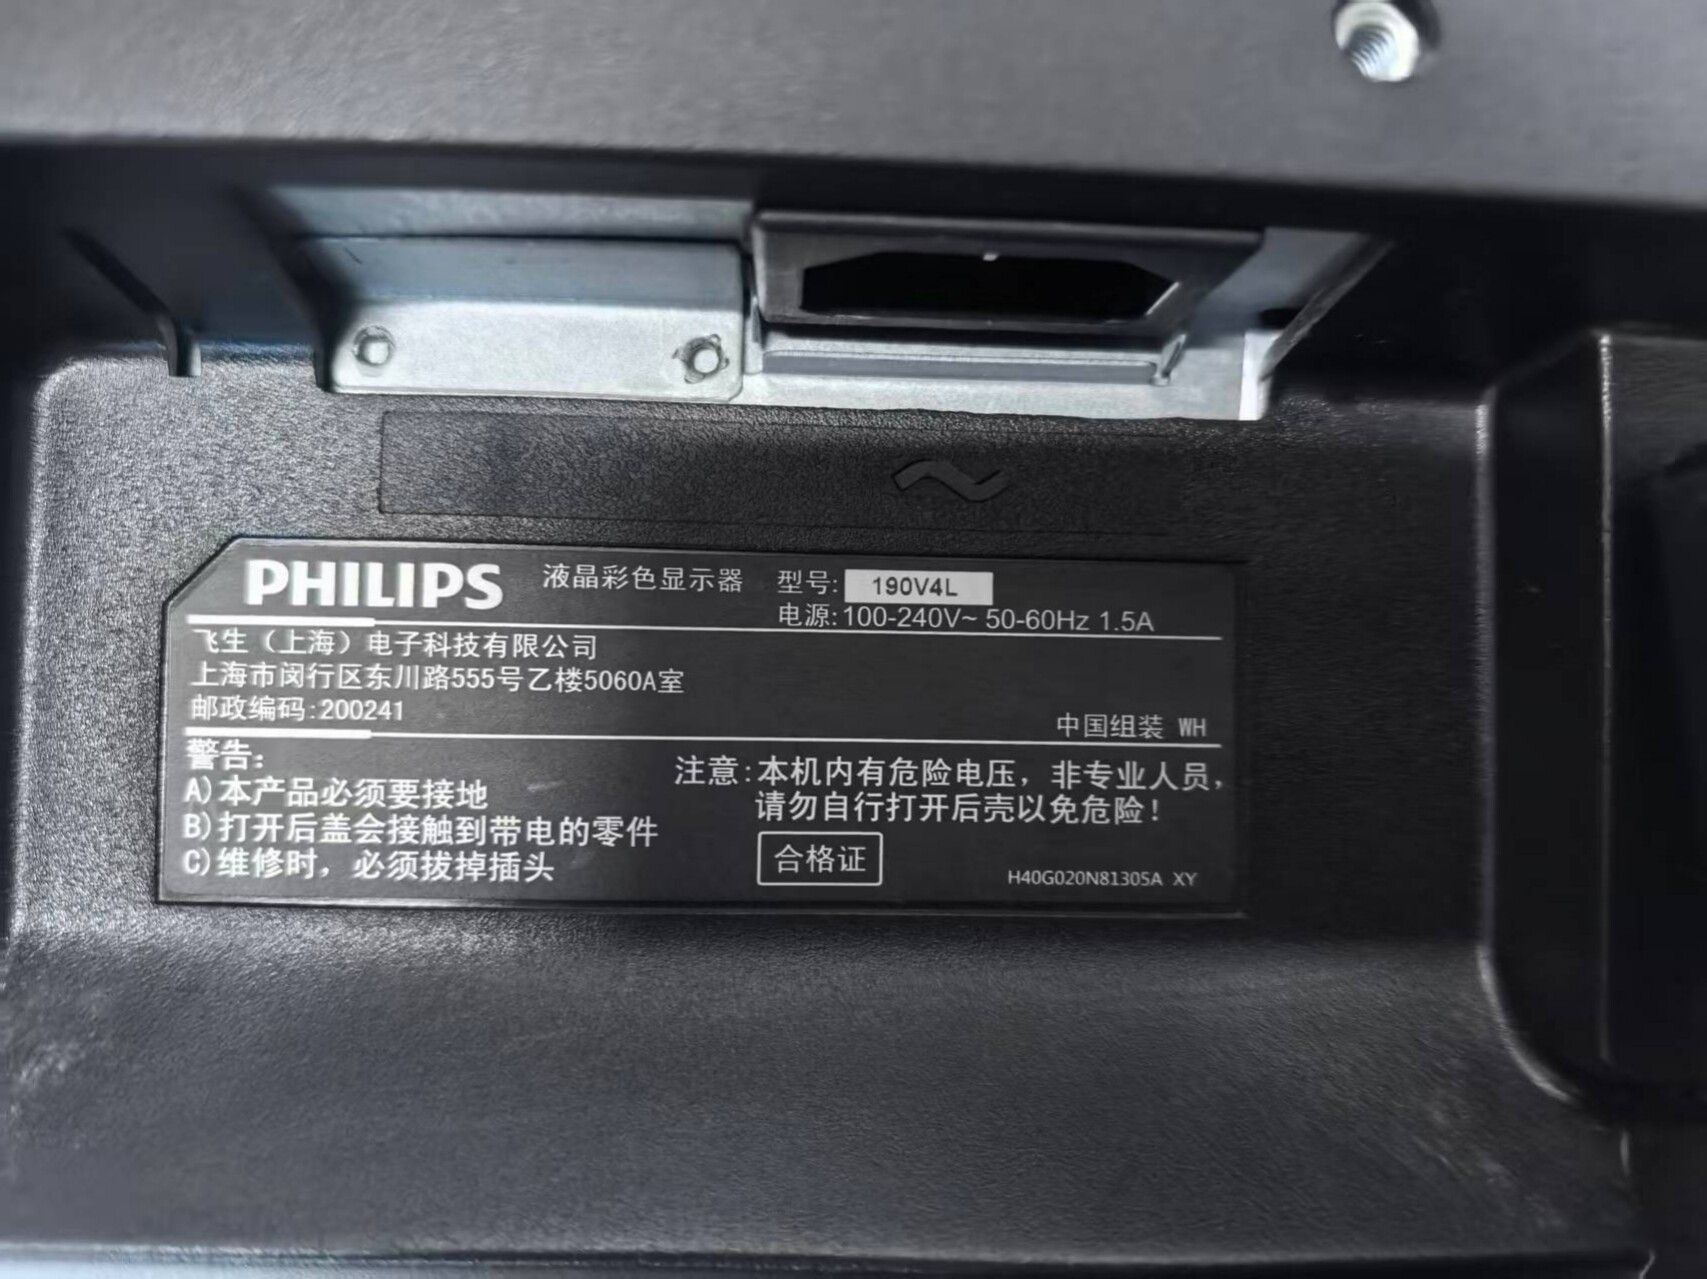 PHILIPS 液晶彩色显示器 型号: 190V4L
电源:100-240V~ 50-60Hz 1.5A
飞生（上海）电子科技有限公司
上海市闵行区东川路555号乙楼5060A室
邮政编码:200241
中国组装 WH
警告:
A)本产品必须要接地
B)打开后盖会接触到带电的零件
C)维修时，必须拔掉插头
注意:本机内有危险电压，非专业人员，
请勿自行打开后壳以免危险！
合格证
H40G020N81305A XY